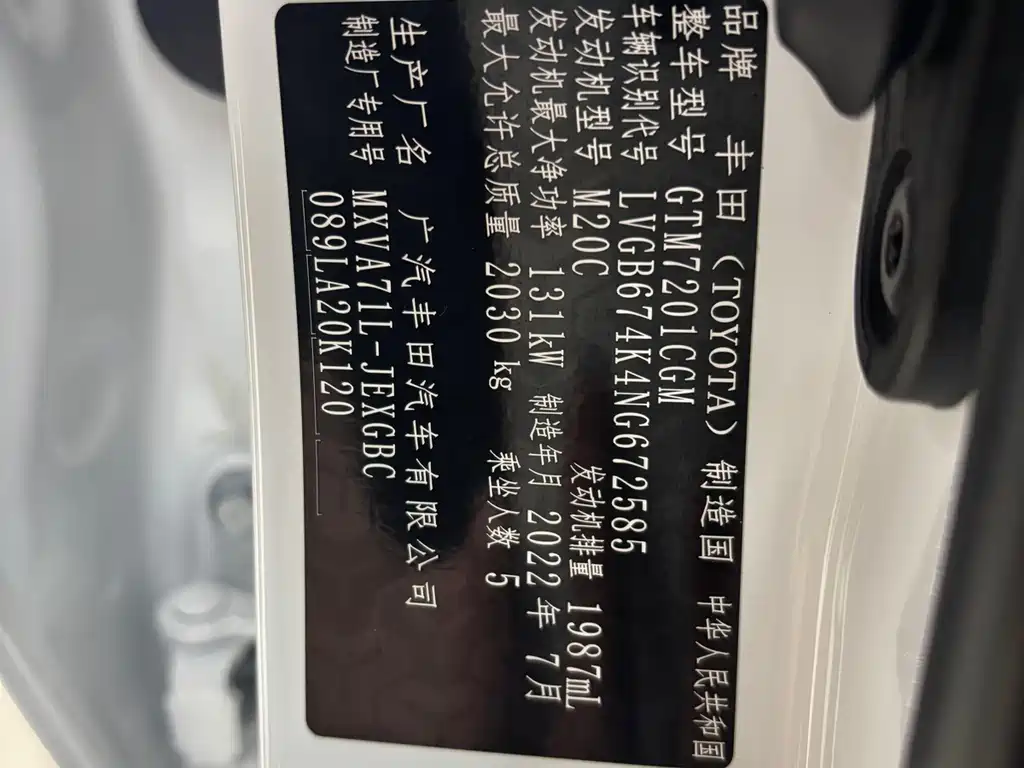 品牌 丰田(TOYOTA) 制造国 中华人民共和国
整车型号 GTM7201CGM
车辆识别代号 LVGB674K4NG672585
发动机型号 M20C 发动机排量 1987mL
发动机最大净功率 131kW 制造年月 2022年 7月
最大允许总质量 2030 kg 乘坐人数 5
生产厂名 广汽丰田汽车有限公司
制造厂专用号 MXVA71L-JEXGBC
089LA20K120